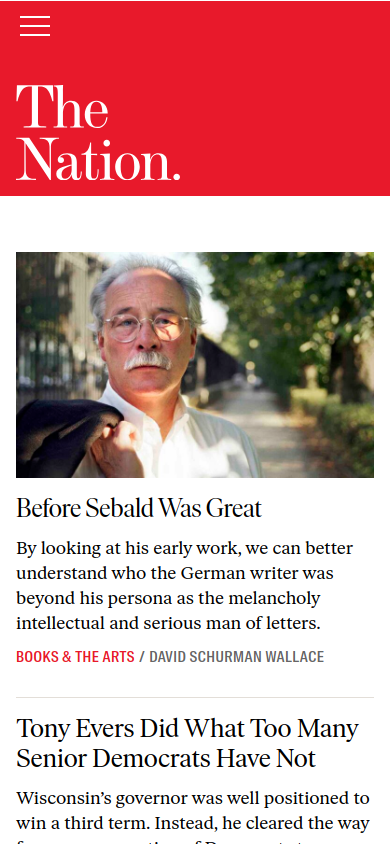 The
Nation.
Before Sebald Was Great
By looking at his early work, we can better
understand who the German writer was
beyond his persona as the melancholy
intellectual and serious man of letters.
BOOKS & THE ARTS / DAVID SCHURMAN WALLACE
Tony Evers Did What Too Many
Senior Democrats Have Not
Wisconsin's governor was well positioned to
win a third term. Instead, he cleared the way